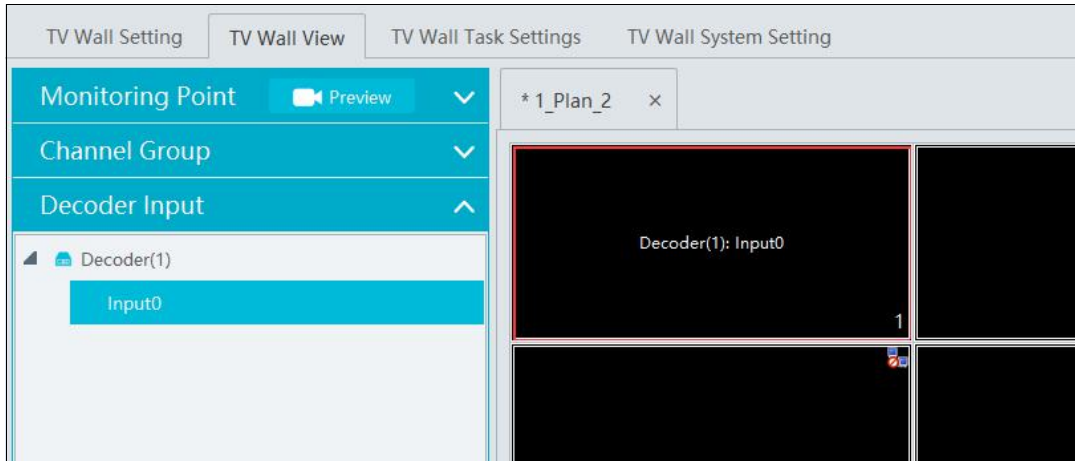 TV Wall Setting
TV Wall View
TV Wall Task Settings
TV Wall System Setting
Monitoring Point
Preview
Channel Group
Decoder Input
Decoder(1)
Input0
* 1_Plan_2
Decoder(1): Input0
1